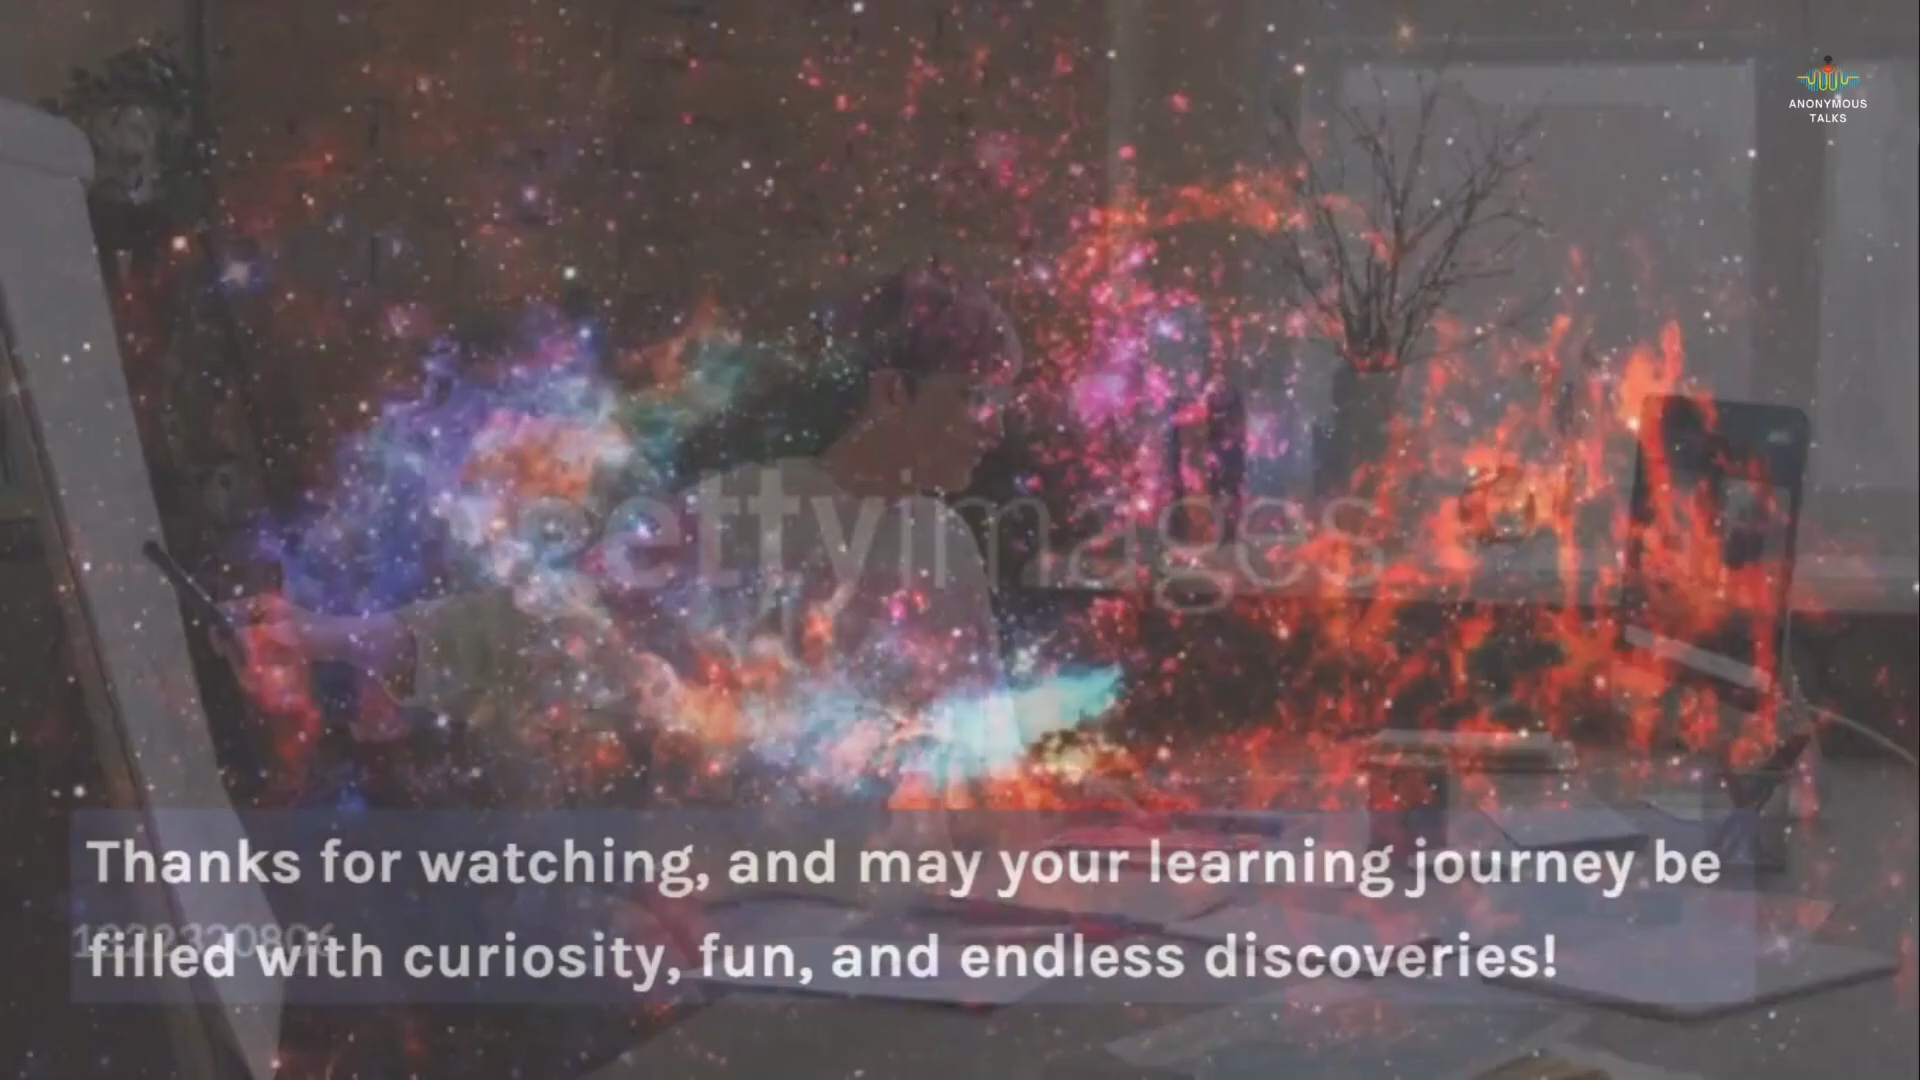 ANONYMOUS
TALKS
gettyimages
Thanks for watching, and may your learning journey be
filled with curiosity, fun, and endless discoveries!